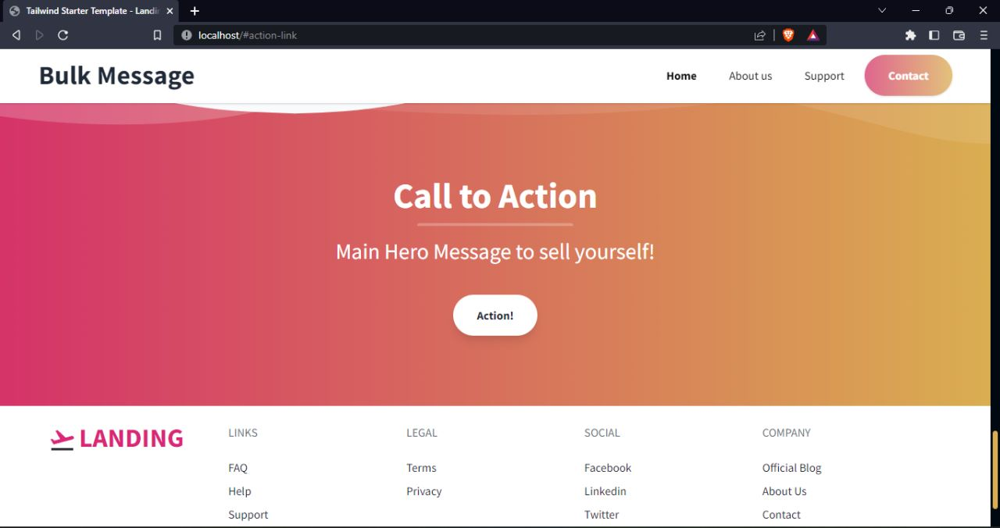 Tailwind Starter Template - Landin
localhost/#action-link
Bulk Message
Home
About us
Support
Contact
Call to Action
Main Hero Message to sell yourself!
Action!
LANDING
LINKS
FAQ
Help
Support
LEGAL
Terms
Privacy
SOCIAL
Facebook
Linkedin
Twitter
COMPANY
Official Blog
About Us
Contact